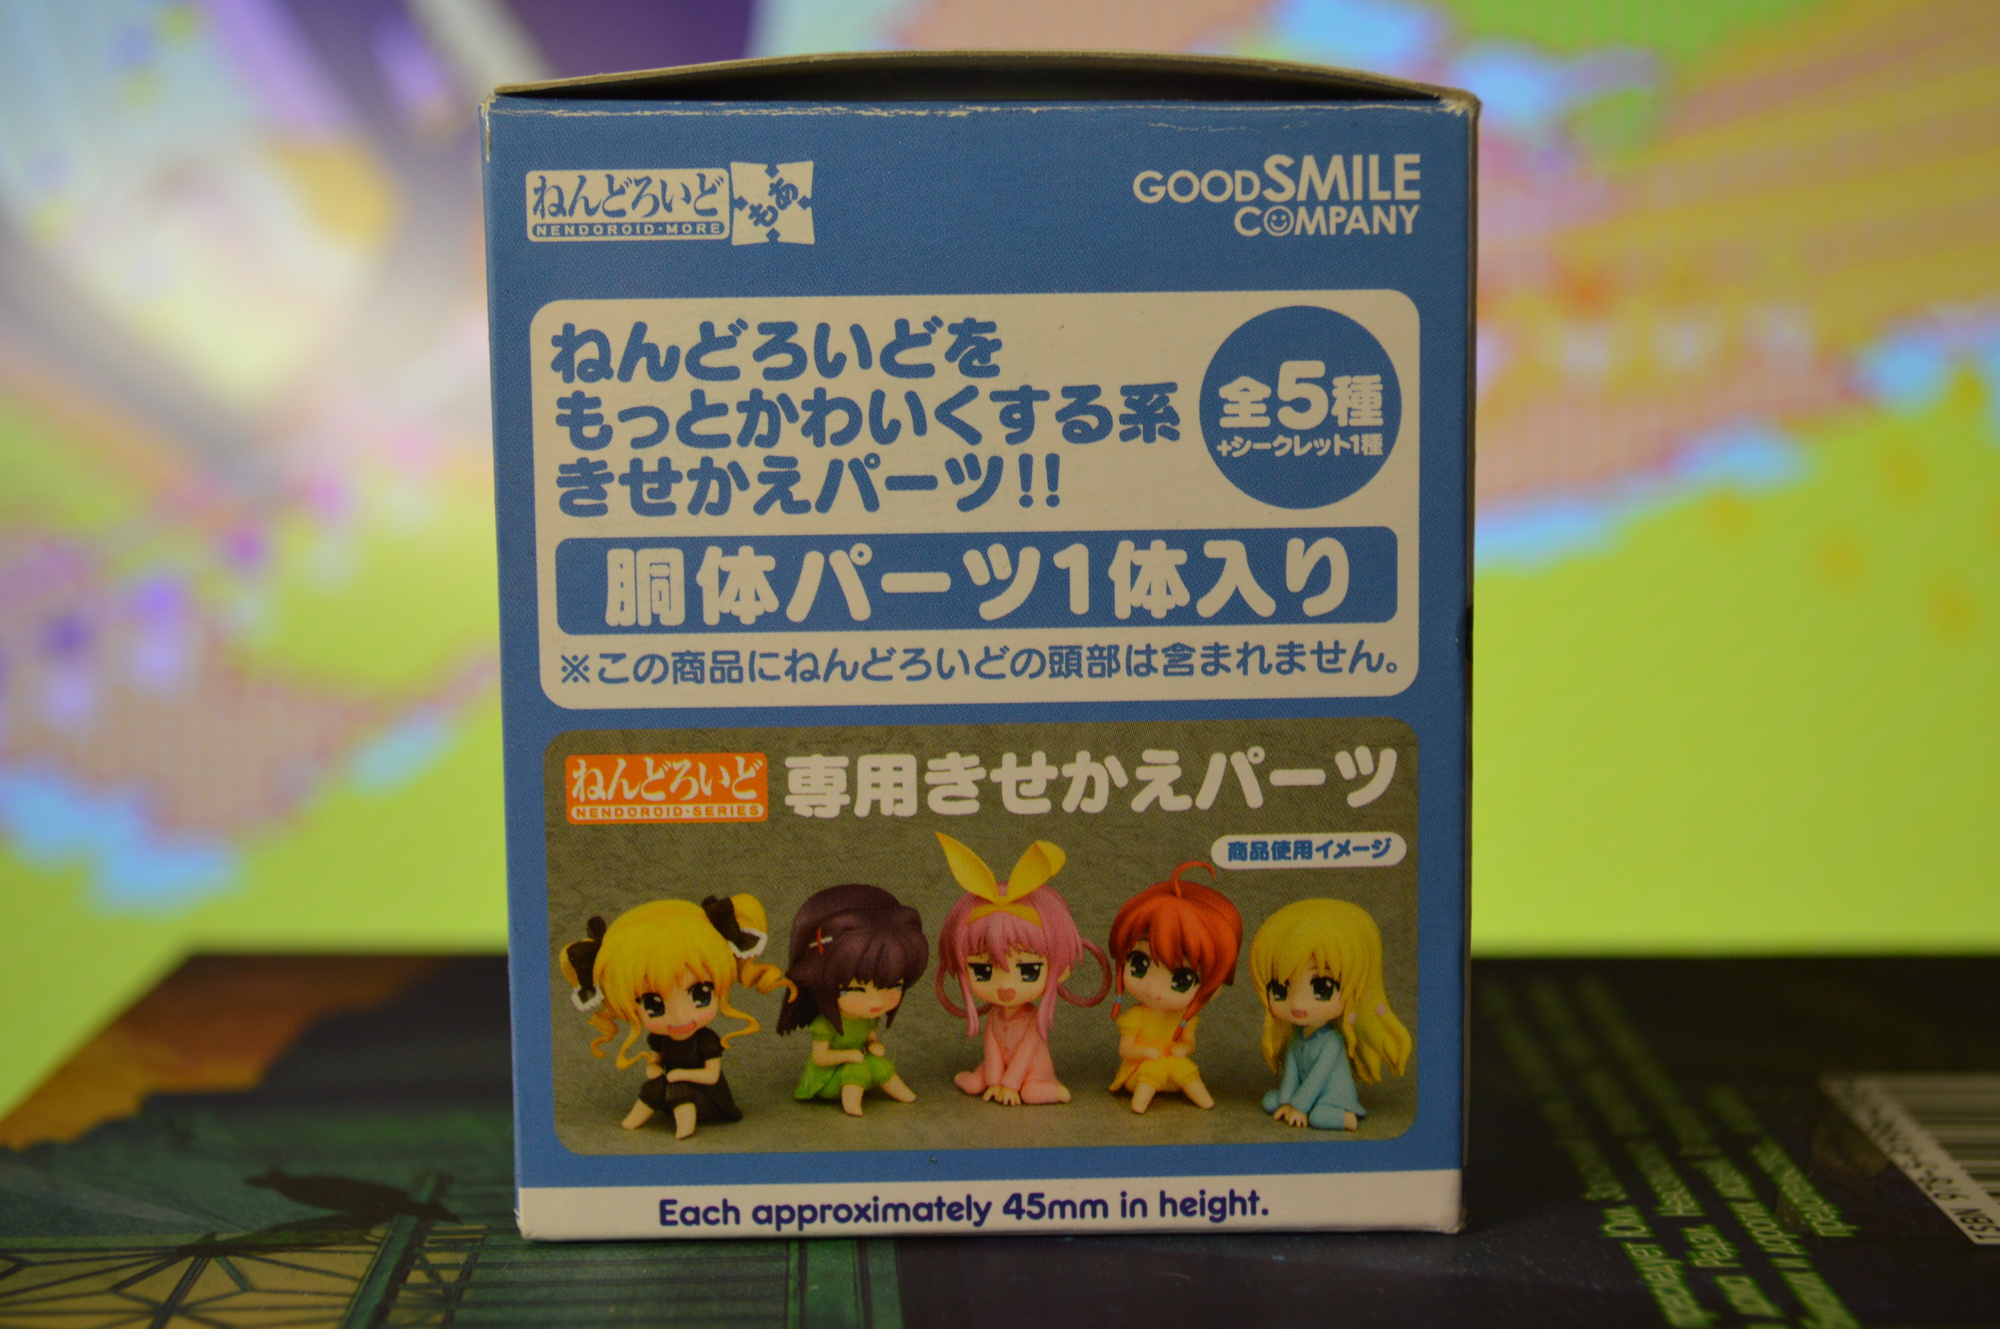 ねんどろいど
NENDOROID·MORE
もあ
GOOD SMILE
COMPANY
ねんどろいどを
もっとかわいくする系
きせかえパーツ!!
全5種
+シークレット1種
胴体パーツ1体入り
※この商品にねんどろいどの頭部は含まれません。
ねんどろいど
NENDOROID·SERIES
専用きせかえパーツ
商品使用イメージ
Each approximately 45mm in height.